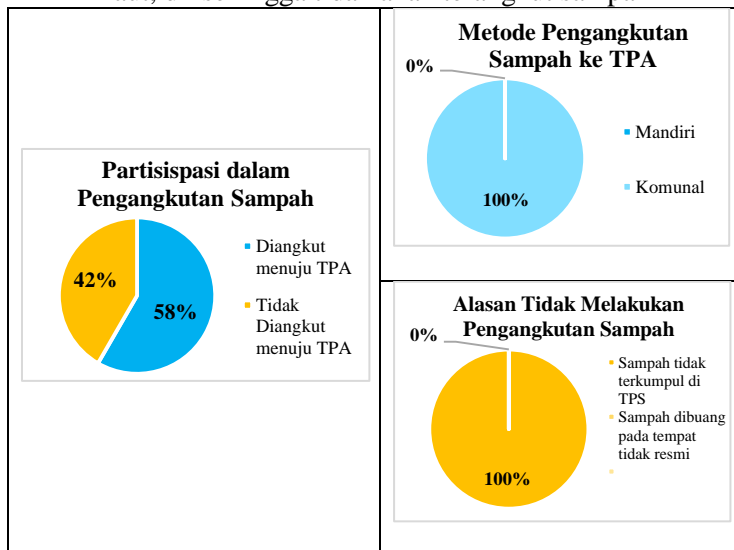 Partisispasi dalam
Pengangkutan Sampah
42%
58%
Diangkut
menuju TPA
Tidak
Diangkut
menuju TPA
Metode Pengangkutan
Sampah ke TPA
0%
100%
Mandiri
Komunal
Alasan Tidak Melakukan
Pengangkutan Sampah
0%
100%
Sampah tidak
terkumpul di
TPS
Sampah dibuang
pada tempat
tidak resmi